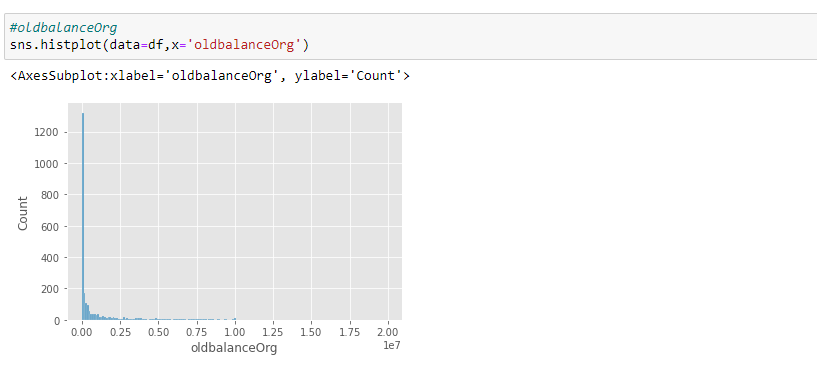 #oldbalanceOrg
sns.histplot(data=df,x='oldbalanceOrg')
<AxesSubplot:xlabel='oldbalanceOrg', ylabel='Count'>
1200
1000
800
600
400
200
0
Count
0.00 0.25 0.50 0.75 1.00 1.25 1.50 1.75 2.00
1e7
oldbalanceOrg